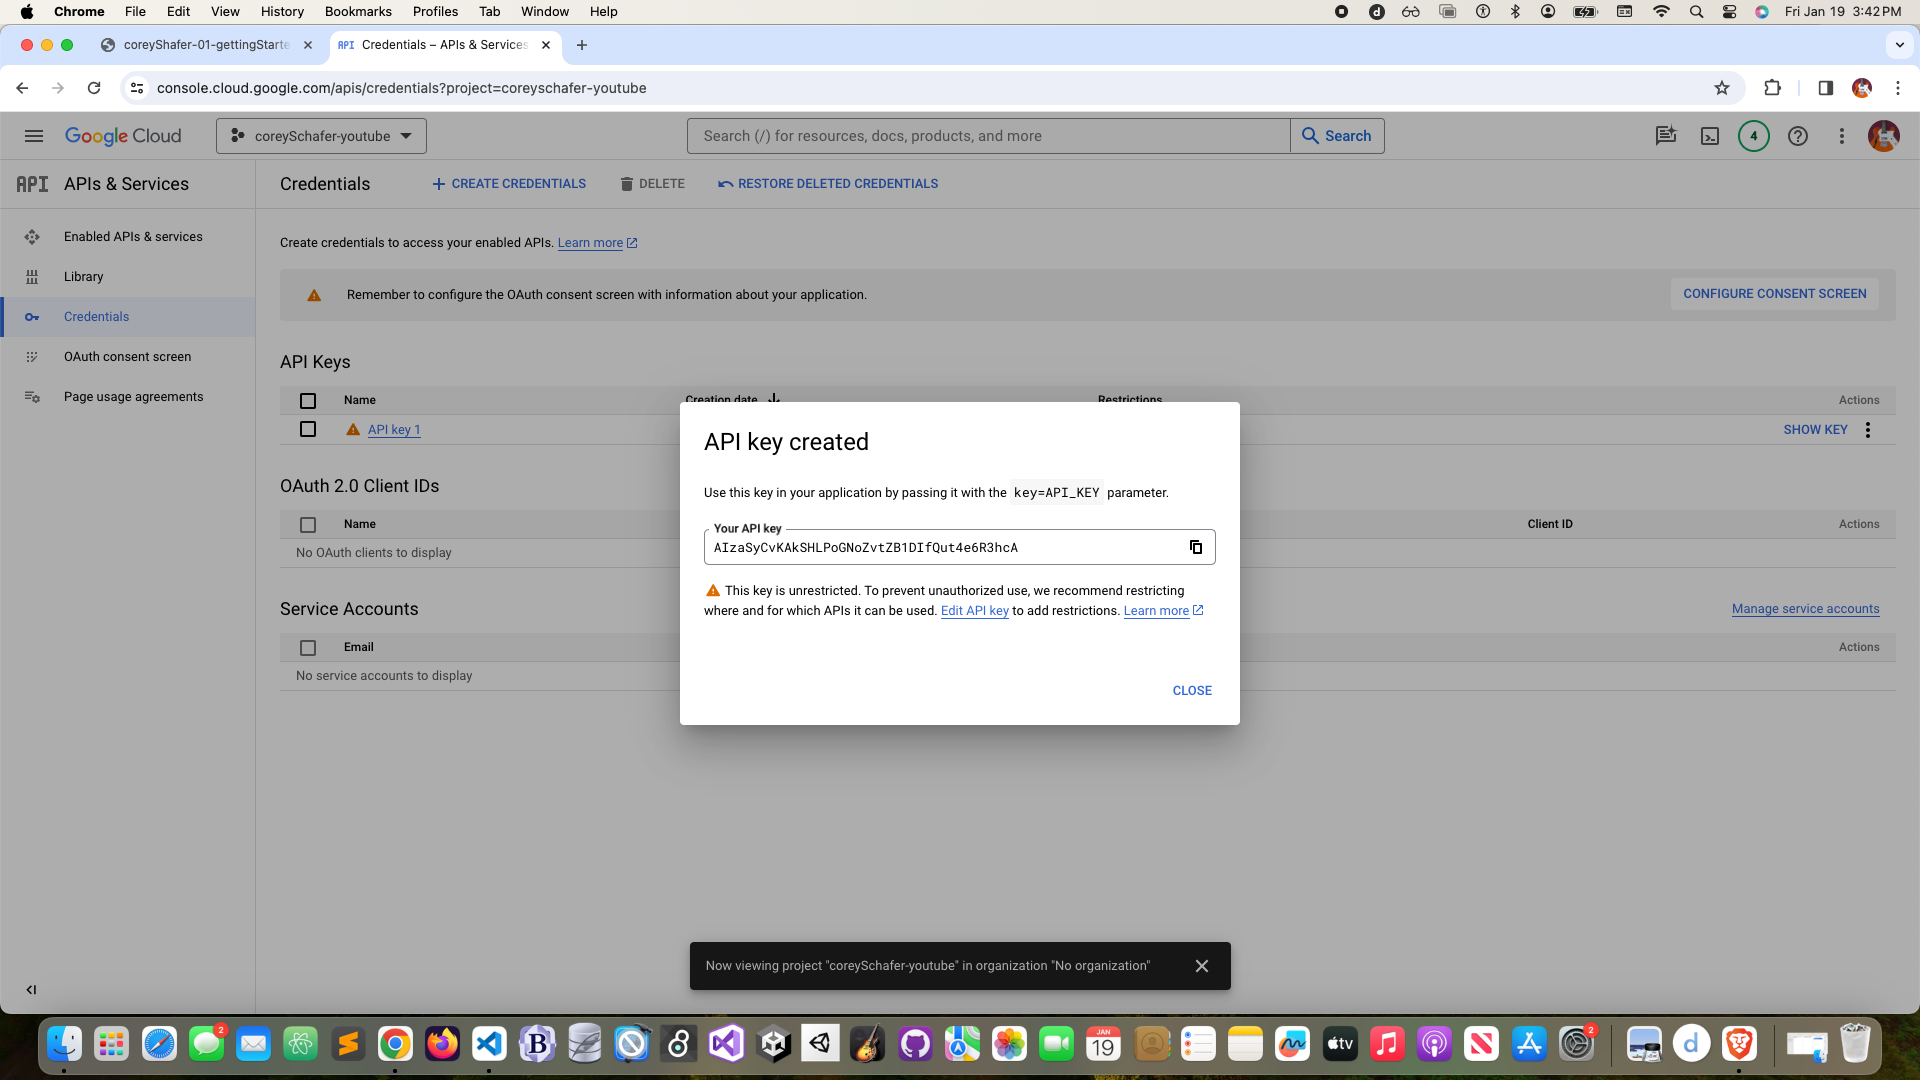 Chrome File Edit View History Bookmarks Profiles Tab Window Help Fri Jan 19 3:42 PM
coreyShafer-01-gettingStarte
API Credentials – APIs & Services
console.cloud.google.com/apis/credentials?project=coreyschafer-youtube
Google Cloud
coreySchafer-youtube
Search (/) for resources, docs, products, and more
Search
4
API APIs & Services
Credentials
CREATE CREDENTIALS
DELETE
RESTORE DELETED CREDENTIALS
Enabled APIs & services
Library
Credentials
OAuth consent screen
Page usage agreements
Create credentials to access your enabled APIs. Learn more
Remember to configure the OAuth consent screen with information about your application.
CONFIGURE CONSENT SCREEN
API Keys
Name Creation date Restrictions Actions
API key 1 SHOW KEY
OAuth 2.0 Client IDs
Name Client ID Actions
No OAuth clients to display
Service Accounts
Manage service accounts
Email Actions
No service accounts to display
API key created
Use this key in your application by passing it with the key=API_KEY parameter.
Your API key
AIzaSyCvKAkSHLPoGNoZvtZB1DIfQut4e6R3hcA
This key is unrestricted. To prevent unauthorized use, we recommend restricting
where and for which APIs it can be used. Edit API key to add restrictions. Learn more
CLOSE
Now viewing project "coreySchafer-youtube" in organization "No organization"
2
JAN
19
tv
2